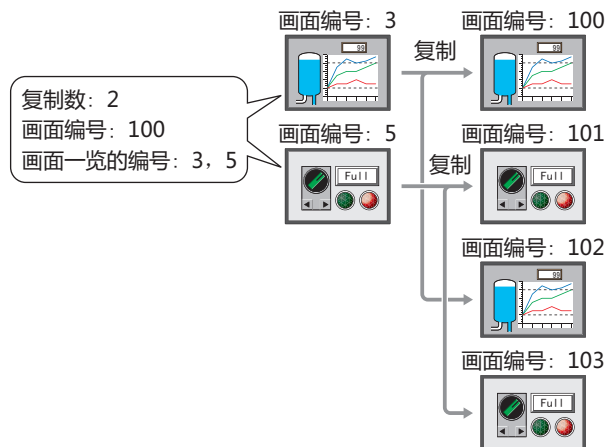 画面编号：3
画面编号：100
99
复制
99
复制数：2
画面编号：100
画面一览的编号：3，5
画面编号：5
画面编号：101
复制
Full
Full
画面编号：102
99
画面编号：103
Full